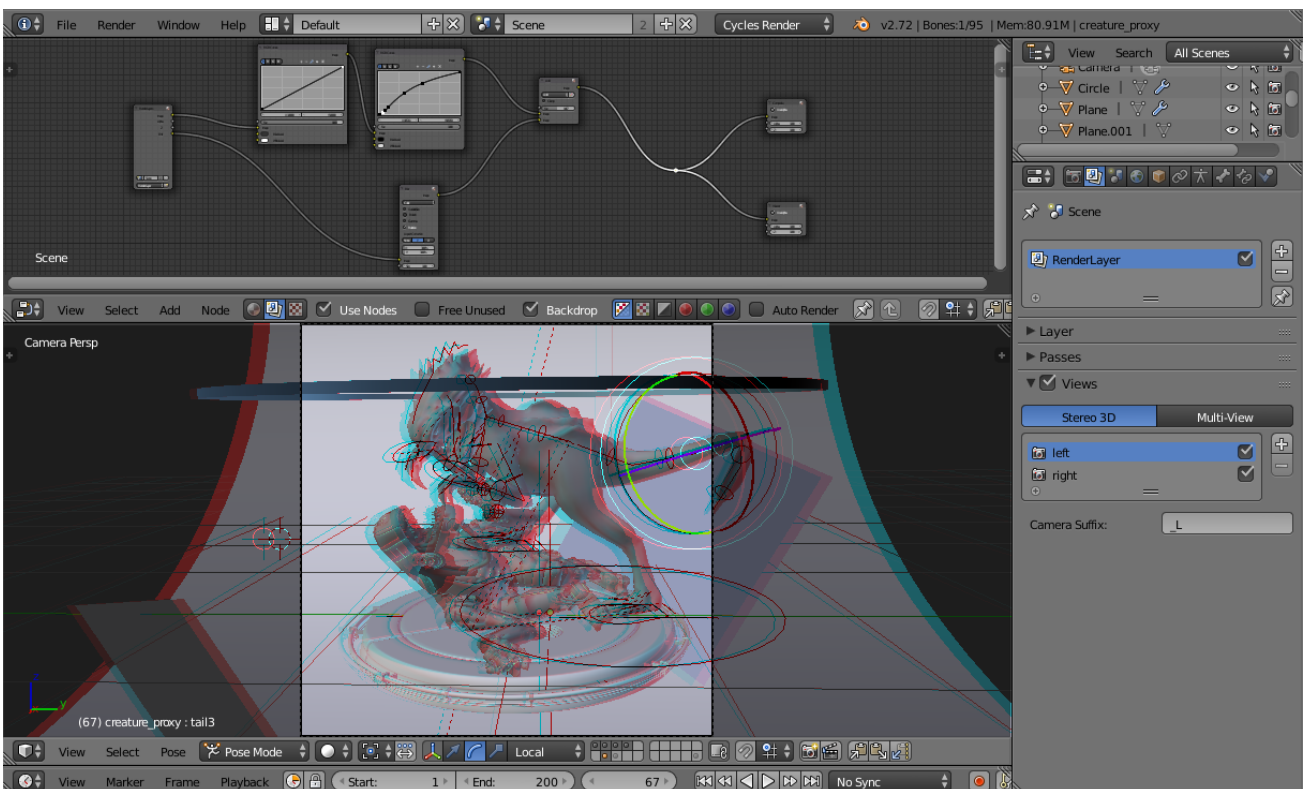 File Render Window Help Default Scene 2 Cycles Render v2.72 | Bones:1/95 | Mem:80.91M | creature_proxy
View Search All Scenes
Camera
Circle
Plane
Plane.001
Scene
RenderLayer
Scene
View Select Add Node Use Nodes Free Unused Backdrop Auto Render
Layer
Passes
Views
Stereo 3D Multi-View
left
right
Camera Suffix: _L
Camera Persp
z
y
(67) creature_proxy : tail3
View Select Pose Pose Mode Local
View Marker Frame Playback Start: 1 End: 200 67 No Sync